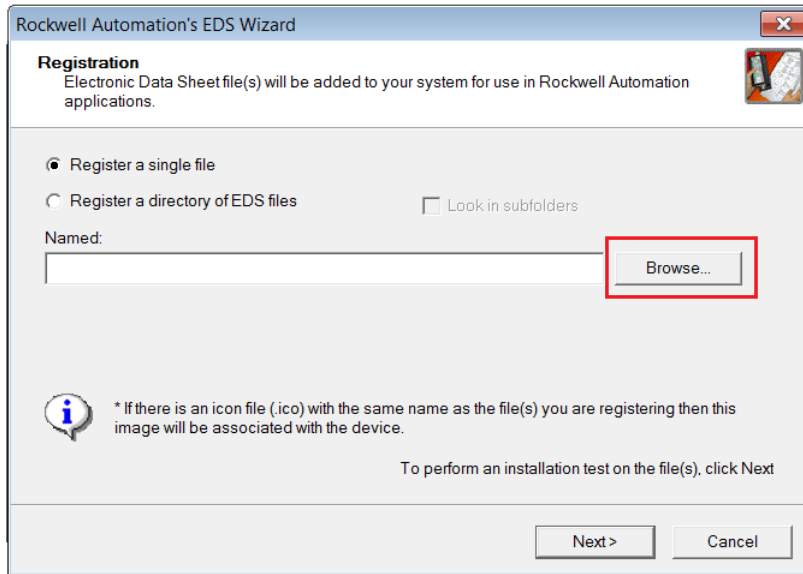 Rockwell Automation's EDS Wizard
Registration
Electronic Data Sheet file(s) will be added to your system for use in Rockwell Automation
applications.
Register a single file
Register a directory of EDS files
Look in subfolders
Named:
Browse...
* If there is an icon file (.ico) with the same name as the file(s) you are registering then this
image will be associated with the device.
To perform an installation test on the file(s), click Next
Next >
Cancel